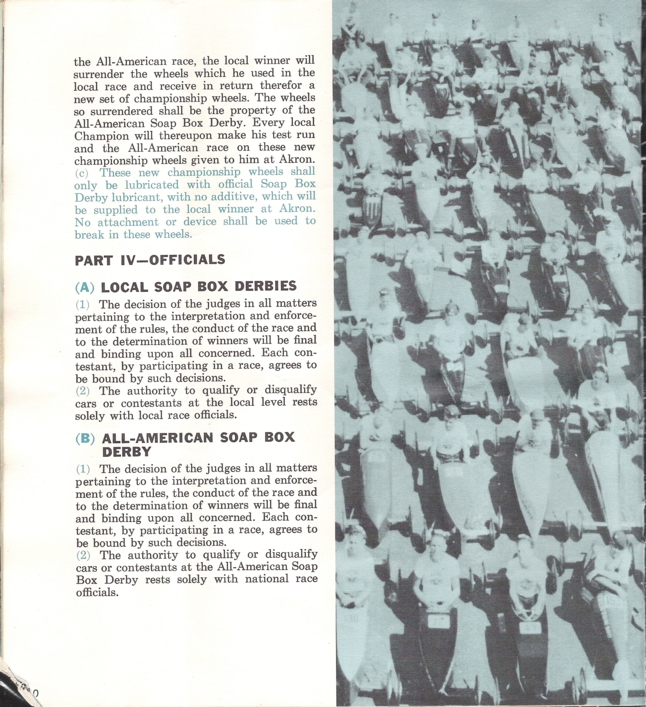 the All-American race, the local winner will
surrender the wheels which he used in the
local race and receive in return therefor a
new set of championship wheels. The wheels
so surrendered shall be the property of the
All-American Soap Box Derby. Every local
Champion will thereupon make his test run
and the All-American race on these new
championship wheels given to him at Akron.
(c) These new championship wheels shall
only be lubricated with official Soap Box
Derby lubricant, with no additive, which will
be supplied to the local winner at Akron.
No attachment or device shall be used to
break in these wheels.
PART IV—OFFICIALS
(A) LOCAL SOAP BOX DERBIES
(1) The decision of the judges in all matters
pertaining to the interpretation and enforce-
ment of the rules, the conduct of the race and
to the determination of winners will be final
and binding upon all concerned. Each con-
testant, by participating in a race, agrees to
be bound by such decisions.
(2) The authority to qualify or disqualify
cars or contestants at the local level rests
solely with local race officials.
(B) ALL-AMERICAN SOAP BOX
DERBY
(1) The decision of the judges in all matters
pertaining to the interpretation and enforce-
ment of the rules, the conduct of the race and
to the determination of winners will be final
and binding upon all concerned. Each con-
testant, by participating in a race, agrees to
be bound by such decisions.
(2) The authority to qualify or disqualify
cars or contestants at the All-American Soap
Box Derby rests solely with national race
officials.